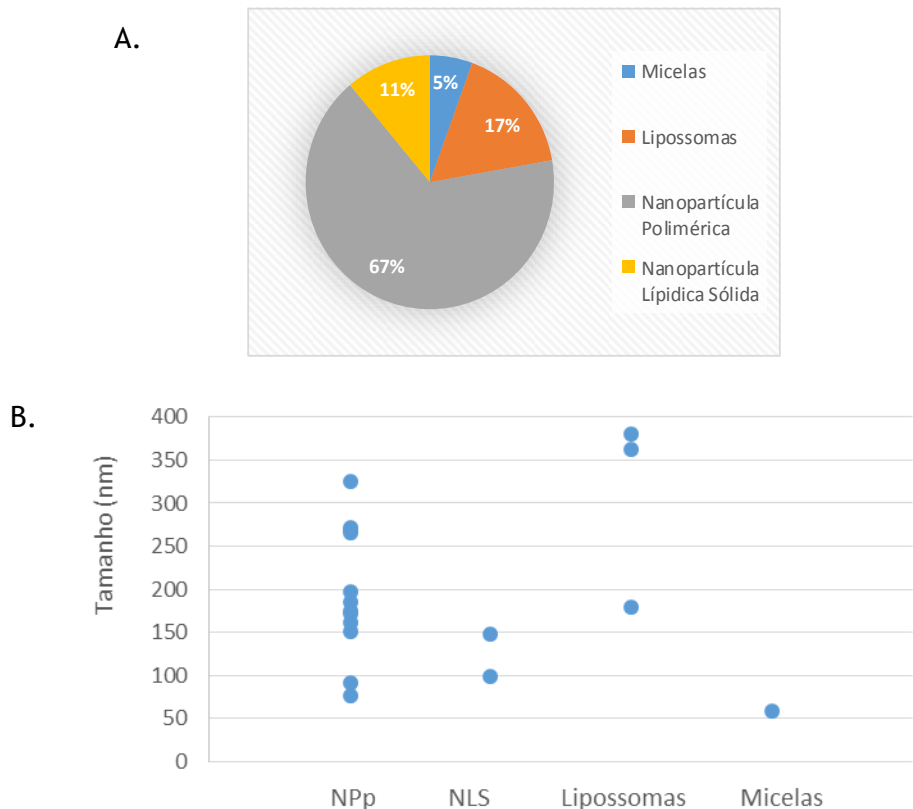 A.
5%
11%
17%
67%
Micelas
Lipossomas
Nanopartícula
Polimérica
Nanopartícula
Lípidica Sólida
B.
Tamanho (nm)
400
350
300
250
200
150
100
50
0
NPp NLS Lipossomas Micelas